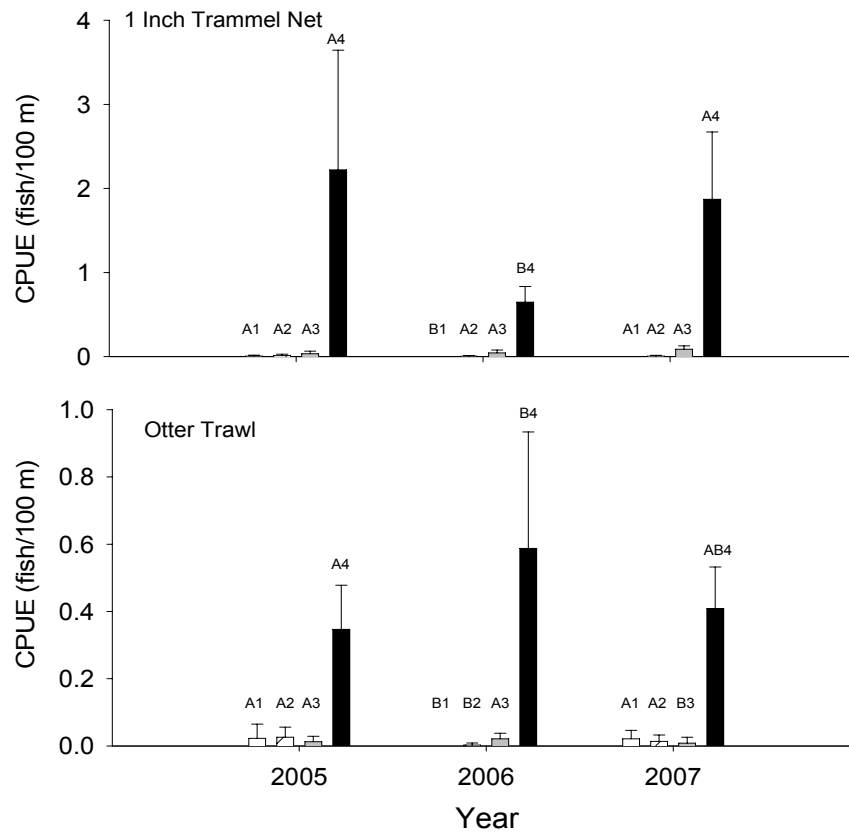 1 Inch Trammel Net
CPUE (fish/100 m)
4
3
2
1
0
A1 A2 A3 A4
B1 A2 A3 B4
A1 A2 A3 A4
Otter Trawl
CPUE (fish/100 m)
1.0
0.8
0.6
0.4
0.2
0.0
A1 A2 A3 A4
B1 B2 A3 B4
A1 A2 B3 AB4
2005 2006 2007
Year